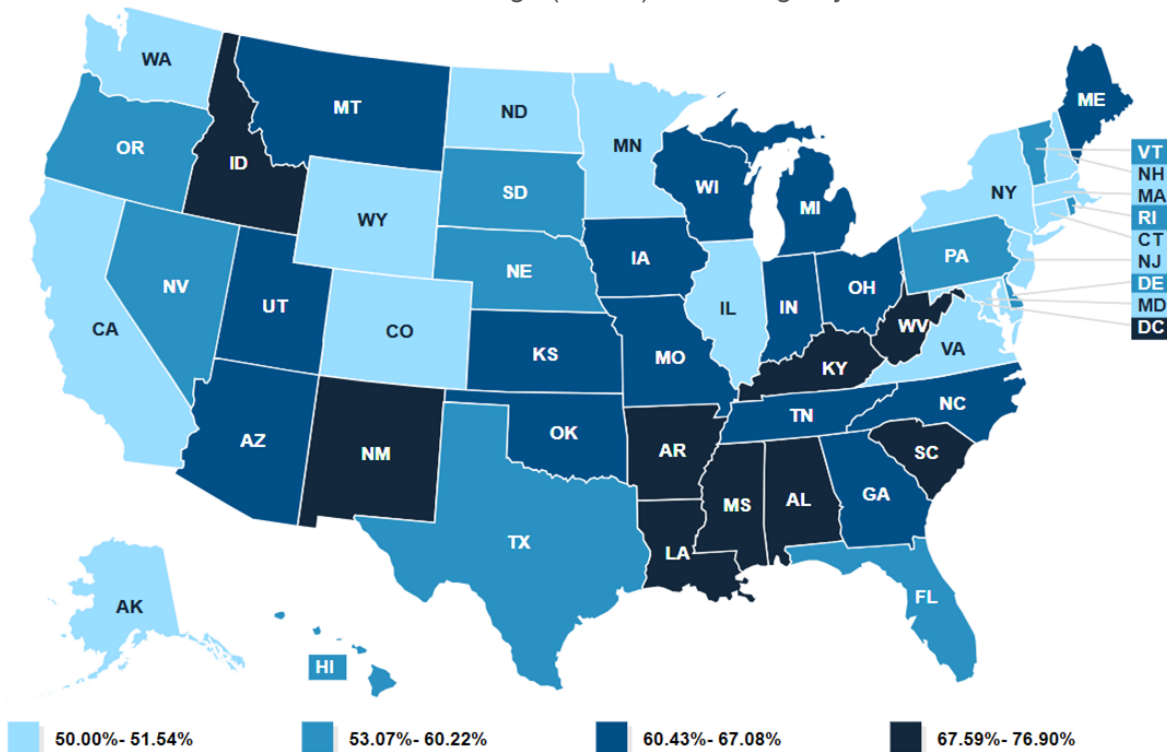 WA
MT
ND
MN
ME
OR
ID
WY
SD
WI
MI
NY
VT
NH
MA
RI
CT
NJ
DE
MD
DC
NV
UT
CA
CO
NE
IA
IL
IN
OH
PA
WV
VA
KS
MO
KY
AZ
NM
OK
AR
TN
NC
SC
TX
LA
MS
AL
GA
FL
AK
HI
50.00%- 51.54%
53.07%- 60.22%
60.43%- 67.08%
67.59%- 76.90%